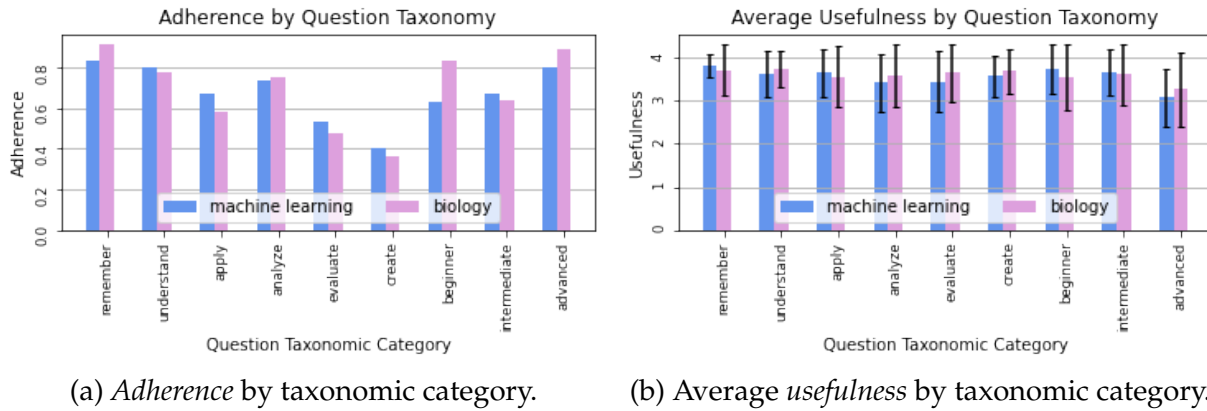 Adherence by Question Taxonomy
Adherence
0.8
0.6
0.4
0.2
0.0
machine learning
biology
remember
understand
apply
analyze
evaluate
create
beginner
intermediate
advanced
Question Taxonomic Category
(a) Adherence by taxonomic category.
Average Usefulness by Question Taxonomy
Usefulness
4
3
2
1
0
machine learning
biology
remember
understand
apply
analyze
evaluate
create
beginner
intermediate
advanced
Question Taxonomic Category
(b) Average usefulness by taxonomic category.